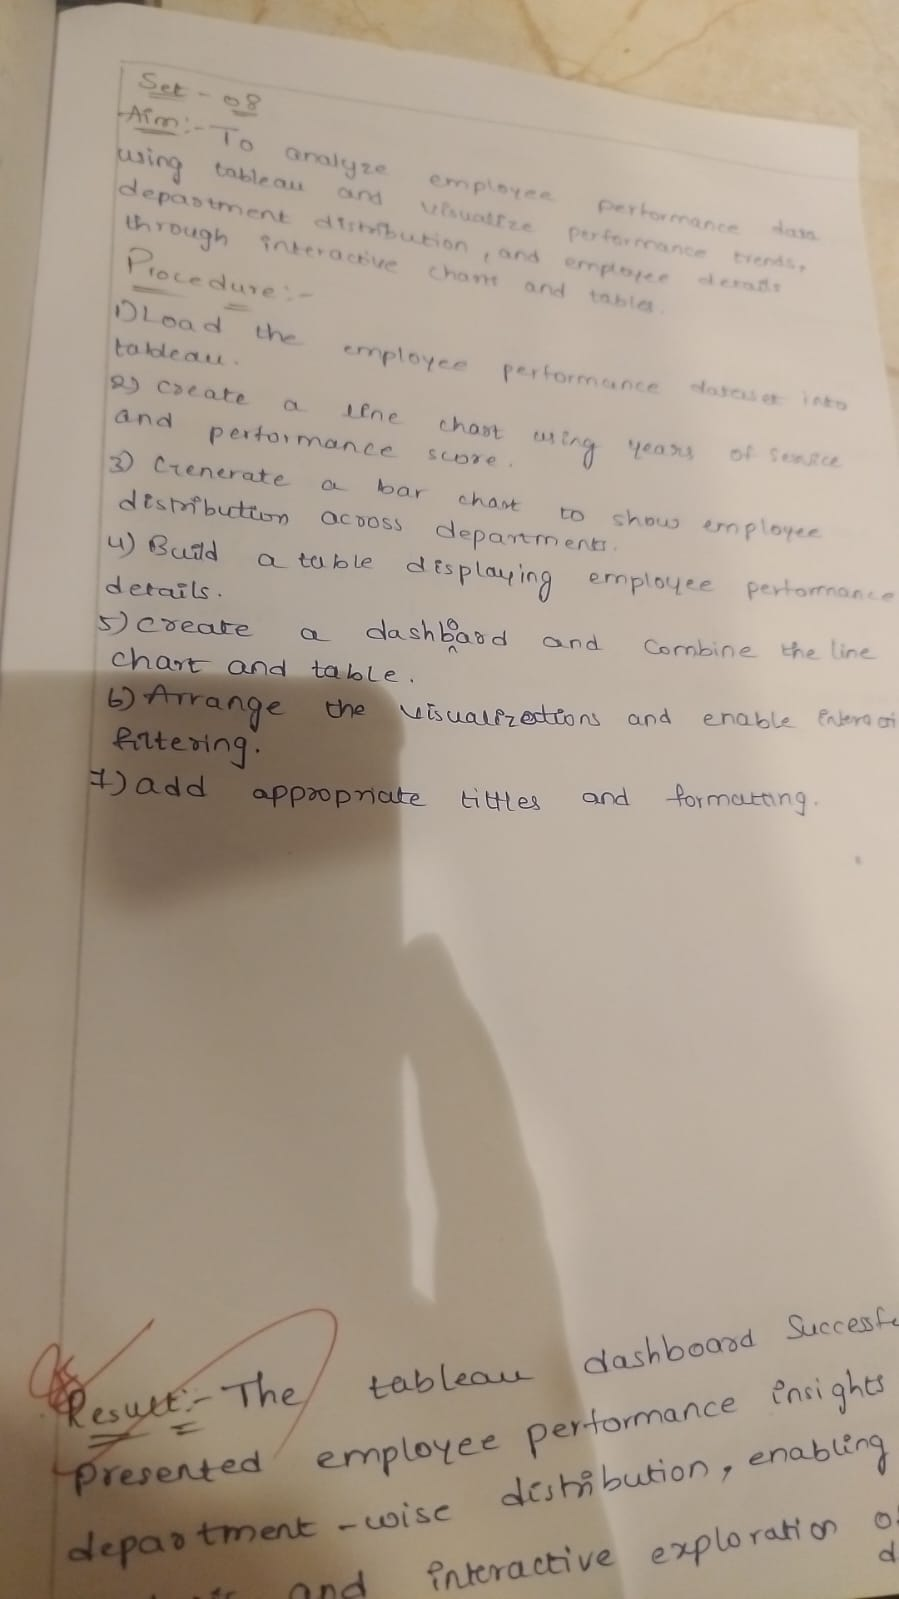 Set - 08
Aim:- To analyze employee performance data
using tableau and visualize performance trends,
department distribution, and employee details
through interactive charts and tables.
Procedure:-
1) Load the employee performance dataset into
tableau.
2) create a line chart using years of service
and performance score.
3) Generate a bar chart to show employee
distribution across departments.
4) Build a table displaying employee performance
details.
5) create a dashboard and combine the line
chart and table.
6) Arrange the visualizations and enable
filtering.
7) add appropriate tittles and formatting.
Result:- The tableau dashboard
presented employee performance insights
department-wise distribution, enabling
and interactive exploration